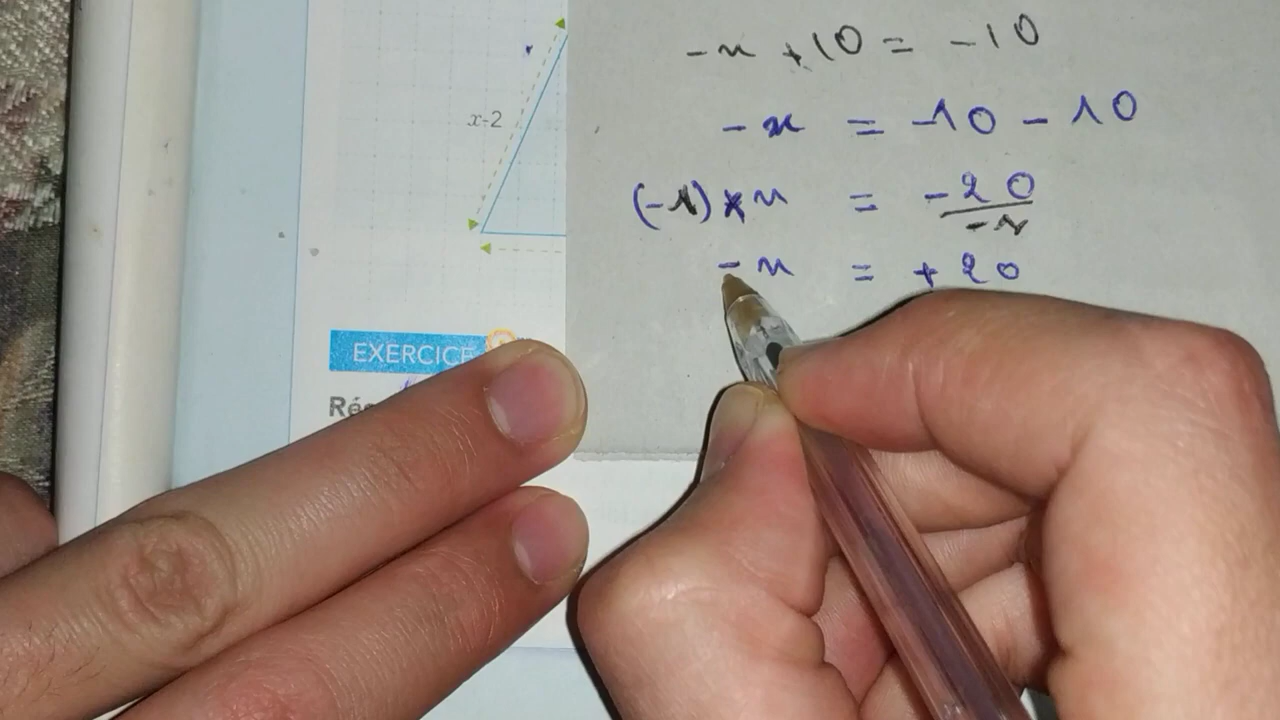 -x + 10 = -10
-x = -10 - 10
(-1) × x = -20 / -1
-x = +20
x-2
EXERCICE